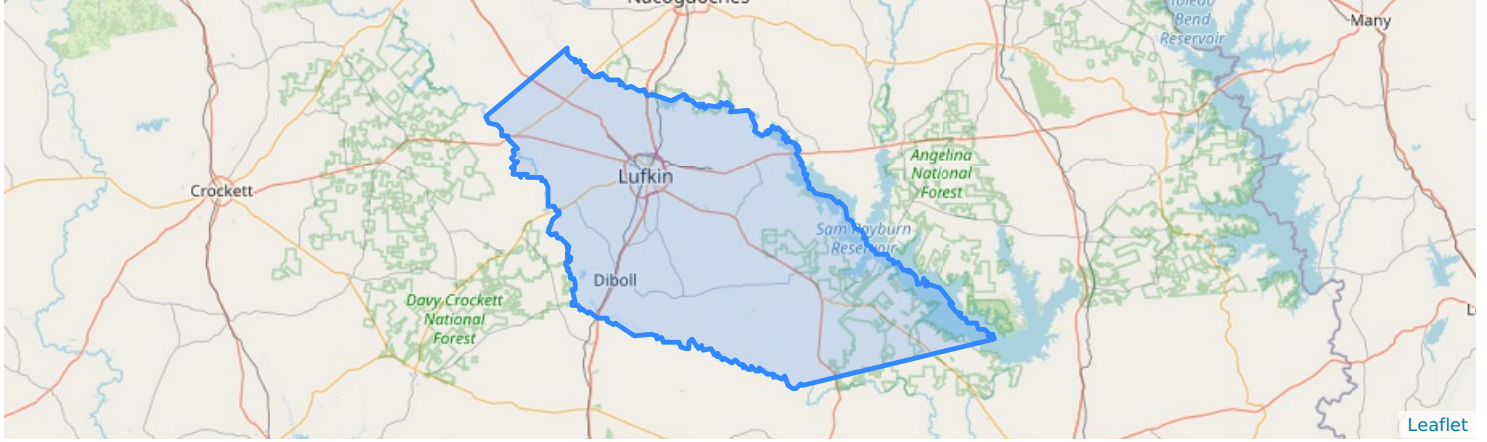 Nacogdoches
Toledo
Bend
Reservoir
Many
Crockett
Lufkin
Angelina
National
Forest
Sam Rayburn
Reservoir
Diboll
Davy Crockett
National
Forest
Leaflet